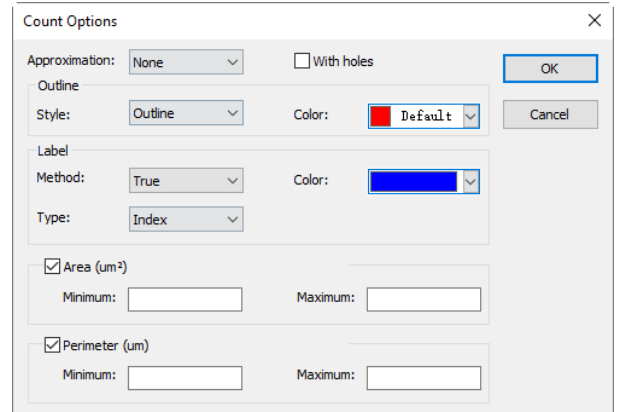 Count Options
Approximation: None With holes OK
Outline
Style: Outline Color: Default Cancel
Label
Method: True Color:
Type: Index
Area (um²)
Minimum: Maximum:
Perimeter (um)
Minimum: Maximum: